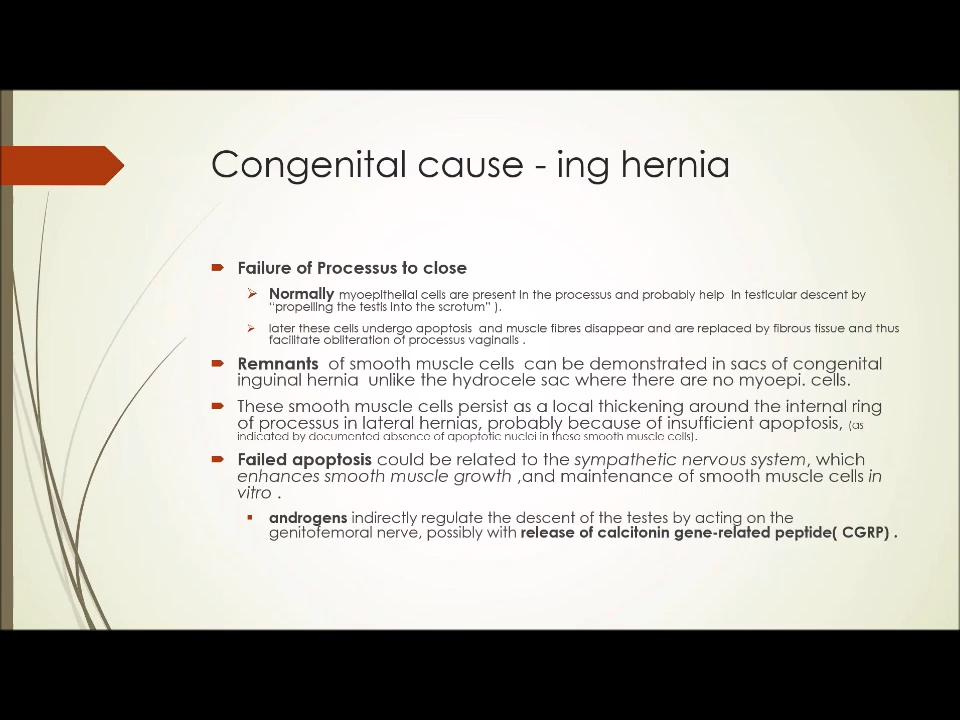 Congenital cause - ing hernia
Failure of Processus to close
Normally myoepithelial cells are present in the processus and probably help in testicular descent by
"propelling the testis into the scrotum" ).
later these cells undergo apoptosis and muscle fibres disappear and are replaced by fibrous tissue and thus
facilitate obliteration of processus vaginalis .
Remnants of smooth muscle cells can be demonstrated in sacs of congenital
inguinal hernia unlike the hydrocele sac where there are no myoepi. cells.
These smooth muscle cells persist as a local thickening around the internal ring
of processus in lateral hernias, probably because of insufficient apoptosis, (as
indicated by documented absence of apoptotic nuclei in these smooth muscle cells).
Failed apoptosis could be related to the sympathetic nervous system, which
enhances smooth muscle growth ,and maintenance of smooth muscle cells in
vitro .
androgens indirectly regulate the descent of the testes by acting on the
genitofemoral nerve, possibly with release of calcitonin gene-related peptide( CGRP) .